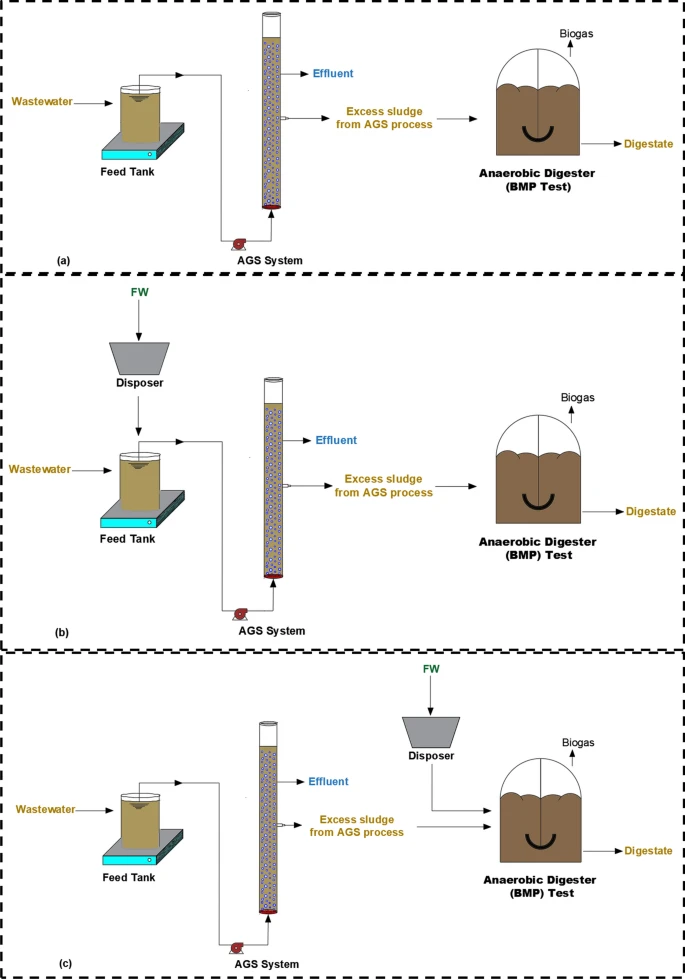 Biogas
Wastewater
Effluent
Excess sludge
from AGS process
Digestate
Feed Tank
Anaerobic Digester
(BMP Test)
AGS System
(a)
FW
Disposer
Biogas
Wastewater
Effluent
Excess sludge
from AGS process
Digestate
Feed Tank
Anaerobic Digester
(BMP) Test
AGS System
(b)
FW
Disposer
Biogas
Effluent
Wastewater
Excess sludge
from AGS process
Digestate
Feed Tank
Anaerobic Digester
(BMP) Test
AGS System
(c)